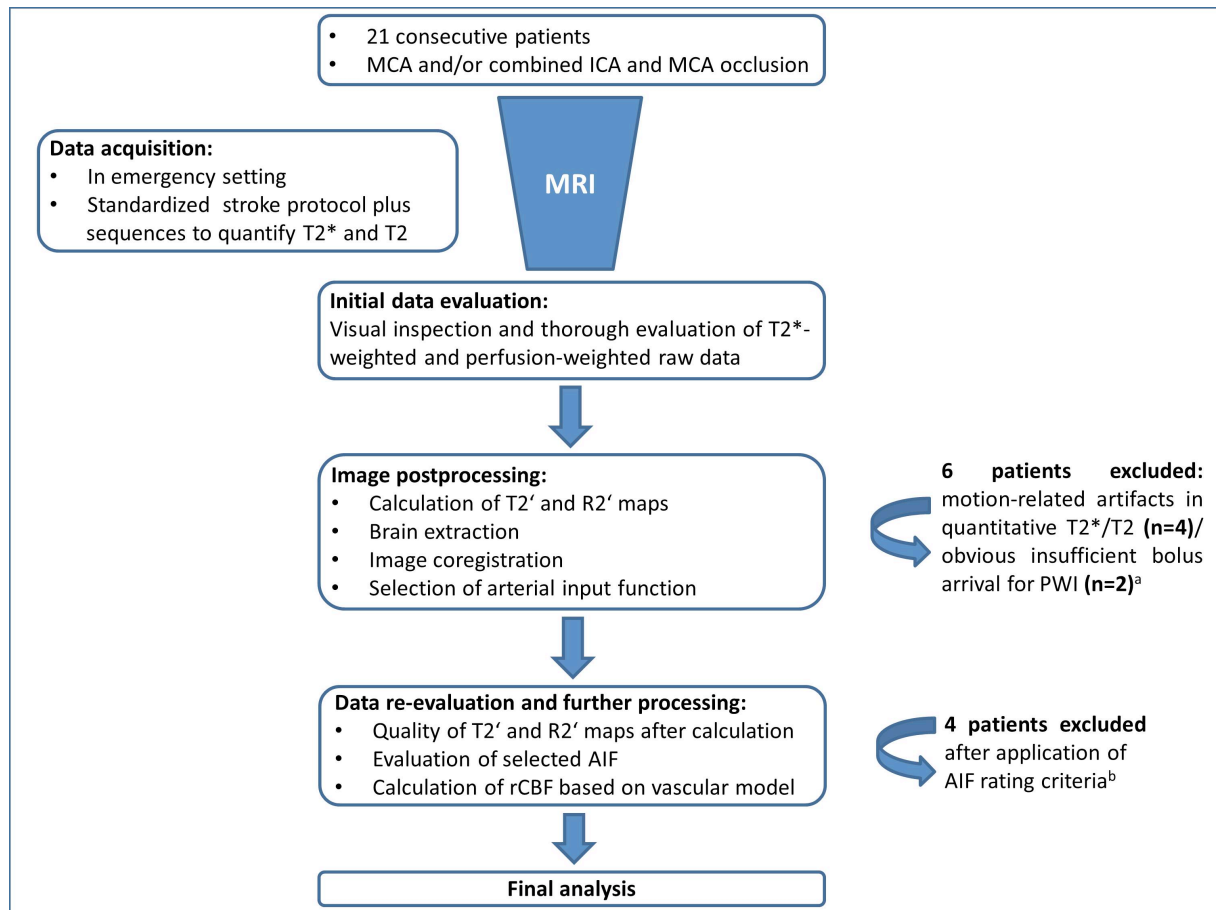 • 21 consecutive patients
• MCA and/or combined ICA and MCA occlusion
Data acquisition:
• In emergency setting
• Standardized stroke protocol plus
sequences to quantify T2* and T2
MRI
Initial data evaluation:
Visual inspection and thorough evaluation of T2*-
weighted and perfusion-weighted raw data
Image postprocessing:
• Calculation of T2‘ and R2‘ maps
• Brain extraction
• Image coregistration
• Selection of arterial input function
6 patients excluded:
motion-related artifacts in
quantitative T2*/T2 (n=4)/
obvious insufficient bolus
arrival for PWI (n=2)ᵃ
Data re-evaluation and further processing:
• Quality of T2‘ and R2‘ maps after calculation
• Evaluation of selected AIF
• Calculation of rCBF based on vascular model
4 patients excluded
after application of
AIF rating criteriaᵇ
Final analysis